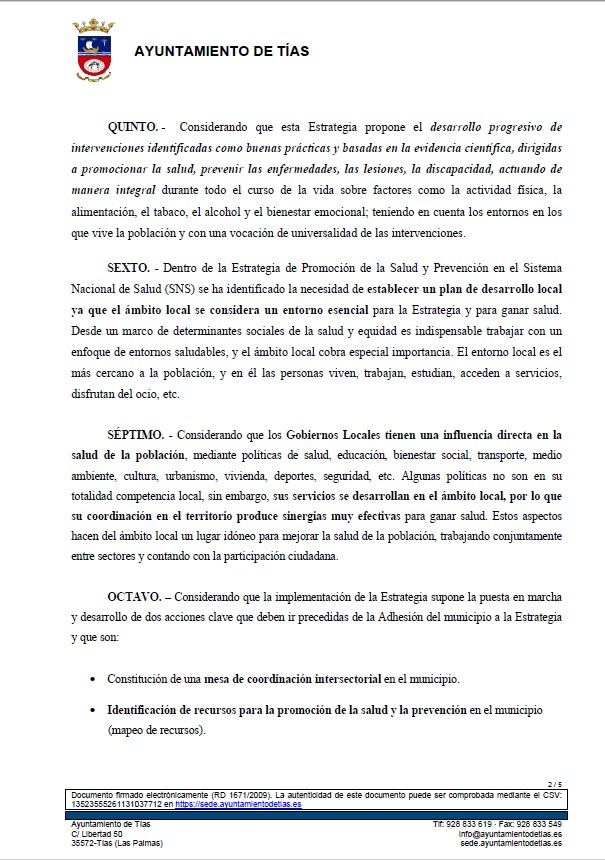 AYUNTAMIENTO DE TÍAS
QUINTO. - Considerando que esta Estrategia propone el desarrollo progresivo de
intervenciones identificadas como buenas prácticas y basadas en la evidencia científica, dirigidas
a promocionar la salud, prevenir las enfermedades, las lesiones, la discapacidad, actuando de
manera integral durante todo el curso de la vida sobre factores como la actividad física, la
alimentación, el tabaco, el alcohol y el bienestar emocional; teniendo en cuenta los entornos en los
que vive la población y con una vocación de universalidad de las intervenciones.
SEXTO. - Dentro de la Estrategia de Promoción de la Salud y Prevención en el Sistema
Nacional de Salud (SNS) se ha identificado la necesidad de establecer un plan de desarrollo local
ya que el ámbito local se considera un entorno esencial para la Estrategia y para ganar salud.
Desde un marco de determinantes sociales de la salud y equidad es indispensable trabajar con un
enfoque de entornos saludables, y el ámbito local cobra especial importancia. El entorno local es el
más cercano a la población, y en él las personas viven, trabajan, estudian, acceden a servicios,
disfrutan del ocio, etc.
SÉPTIMO. - Considerando que los Gobiernos Locales tienen una influencia directa en la
salud de la población, mediante políticas de salud, educación, bienestar social, transporte, medio
ambiente, cultura, urbanismo, vivienda, deportes, seguridad, etc. Algunas políticas no son en su
totalidad competencia local, sin embargo, sus servicios se desarrollan en el ámbito local, por lo que
su coordinación en el territorio produce sinergias muy efectivas para ganar salud. Estos aspectos
hacen del ámbito local un lugar idóneo para mejorar la salud de la población, trabajando conjuntamente
entre sectores y contando con la participación ciudadana.
OCTAVO. – Considerando que la implementación de la Estrategia supone la puesta en marcha
y desarrollo de dos acciones clave que deben ir precedidas de la Adhesión del municipio a la Estrategia
y que son:
• Constitución de una mesa de coordinación intersectorial en el municipio.
• Identificación de recursos para la promoción de la salud y la prevención en el municipio
(mapeo de recursos).
2 / 5
Documento firmado electrónicamente (RD 1671/2009). La autenticidad de este documento puede ser comprobada mediante el CSV:
13523555261131037712 en https://sede.ayuntamientodetias.es
Ayuntamiento de Tías
C/ Libertad 50
35572-Tías (Las Palmas)
Tlf: 928 833 619 · Fax: 928 833 549
info@ayuntamientodetias.es
sede.ayuntamientodetias.es